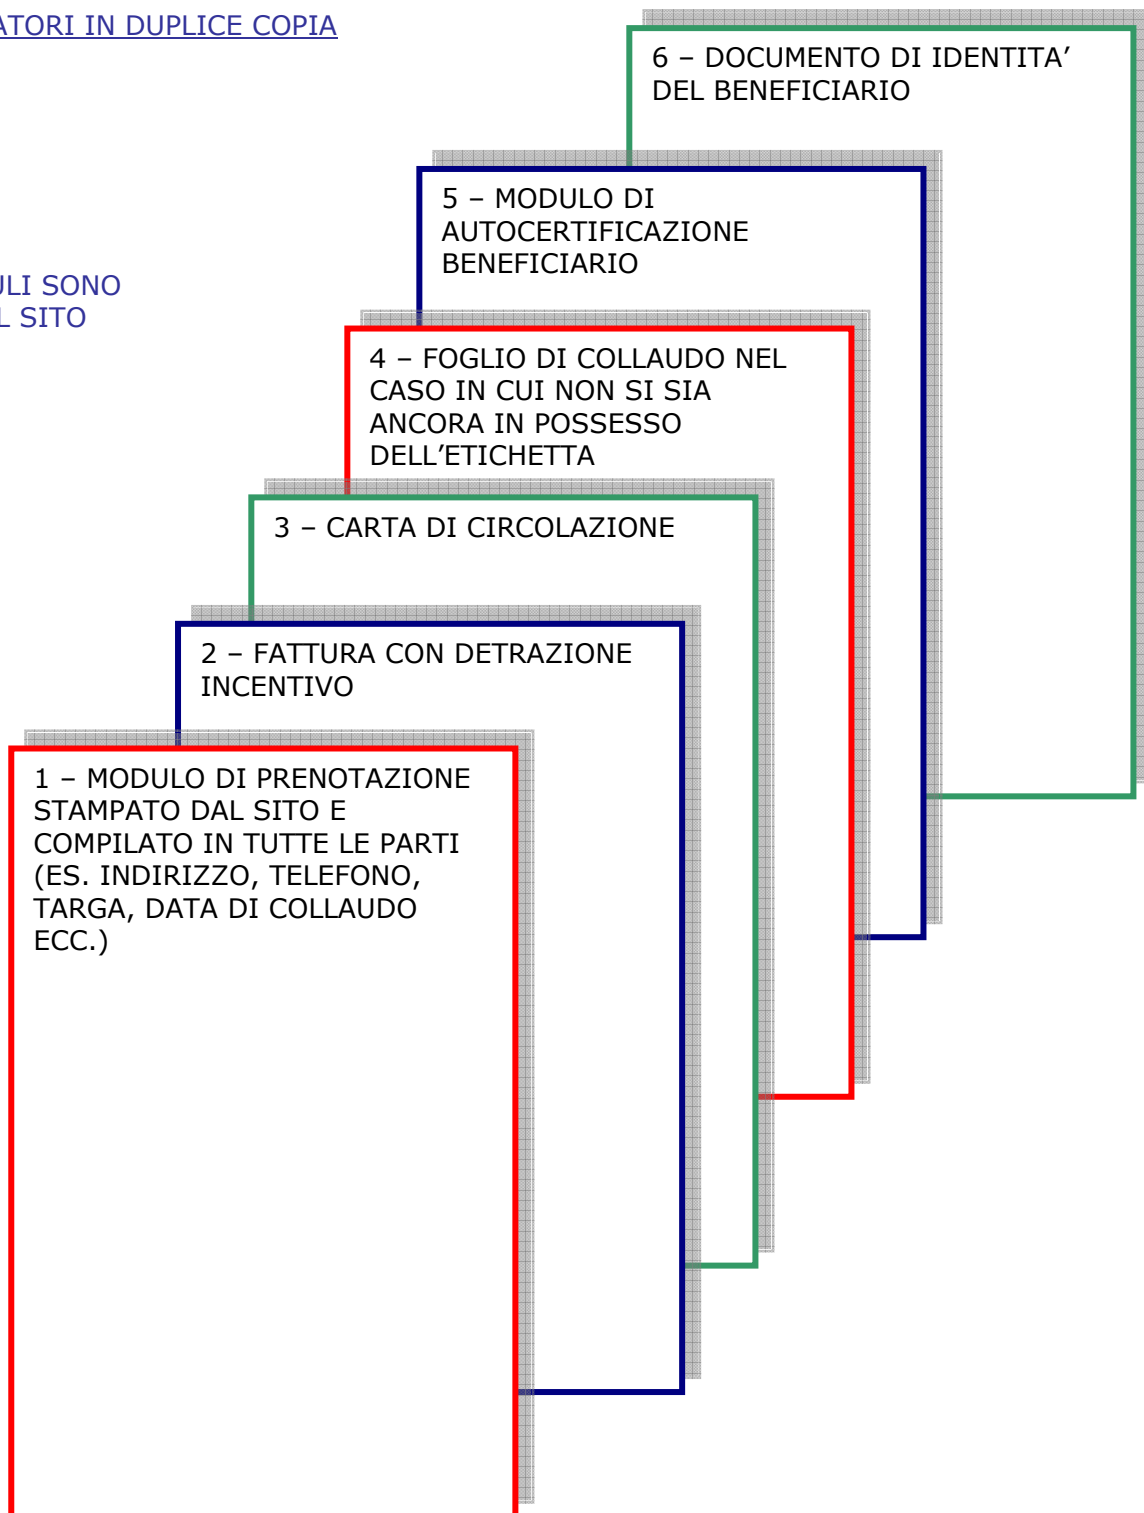 ATORI IN DUPLICE COPIA
6 – DOCUMENTO DI IDENTITA’
DEL BENEFICIARIO
5 – MODULO DI
AUTOCERTIFICAZIONE
BENEFICIARIO
ULI SONO
L SITO
4 – FOGLIO DI COLLAUDO NEL
CASO IN CUI NON SI SIA
ANCORA IN POSSESSO
DELL’ETICHETTA
3 – CARTA DI CIRCOLAZIONE
2 – FATTURA CON DETRAZIONE
INCENTIVO
1 – MODULO DI PRENOTAZIONE
STAMPATO DAL SITO E
COMPILATO IN TUTTE LE PARTI
(ES. INDIRIZZO, TELEFONO,
TARGA, DATA DI COLLAUDO
ECC.)